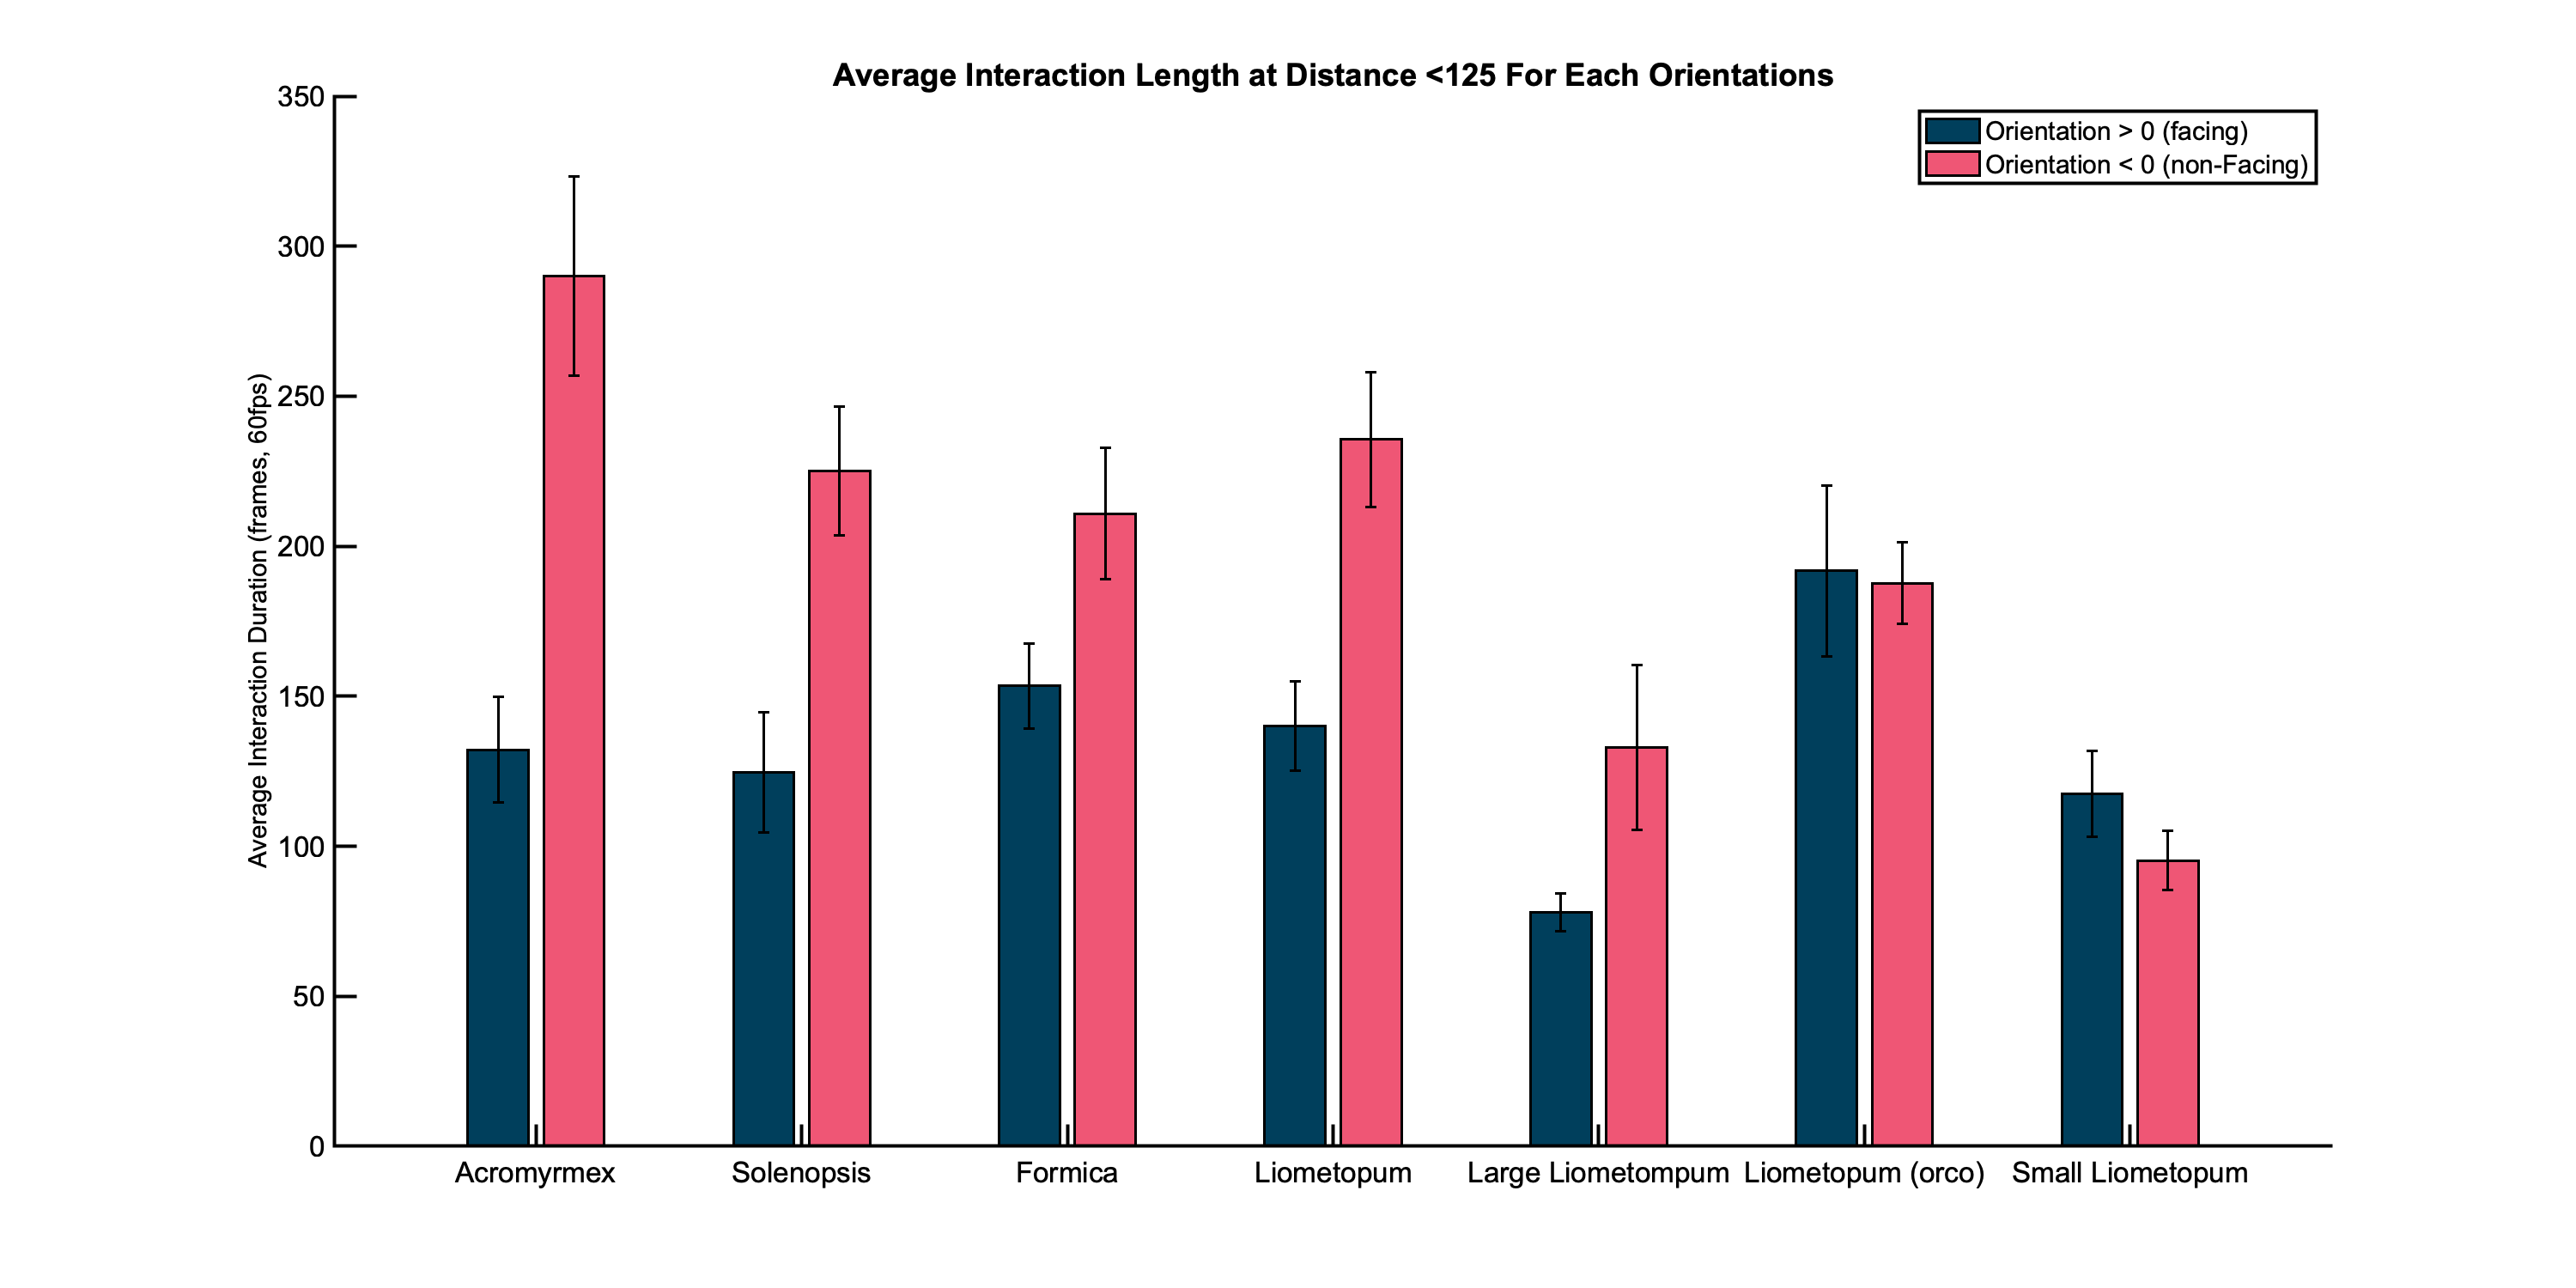 Average Interaction Length at Distance <125 For Each Orientations
Orientation > 0 (facing)
Orientation < 0 (non-Facing)
Average Interaction Duration (frames, 60fps)
350
300
250
200
150
100
50
0
Acromyrmex
Solenopsis
Formica
Liometopum
Large Liometompum
Liometopum (orco)
Small Liometopum